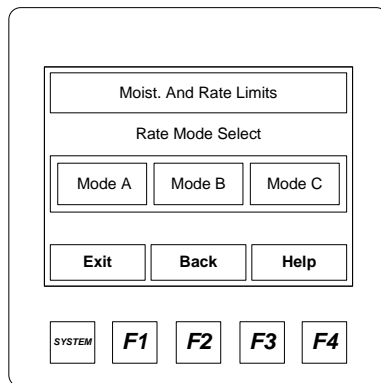 Moist. And Rate Limits
Rate Mode Select
Mode A Mode B Mode C
Exit Back Help
SYSTEM F1 F2 F3 F4